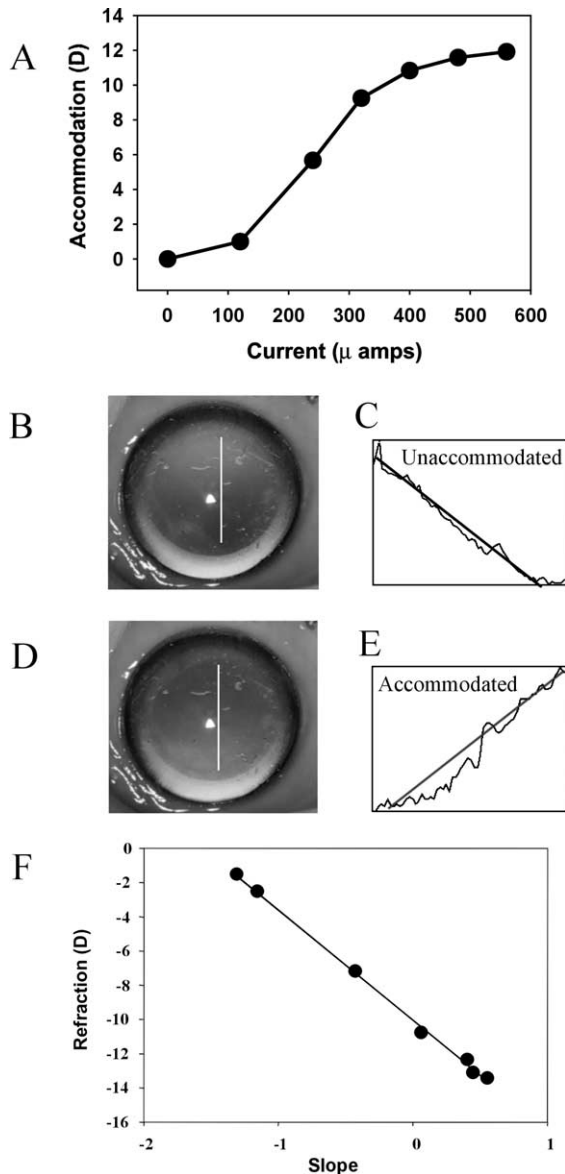 A
Accommodation (D)
14
12
10
8
6
4
2
0
0 100 200 300 400 500 600
Current (μ amps)
B
C
Unaccommodated
D
E
Accommodated
F
Refraction (D)
0
-2
-4
-6
-8
-10
-12
-14
-16
-2 -1 0 1
Slope